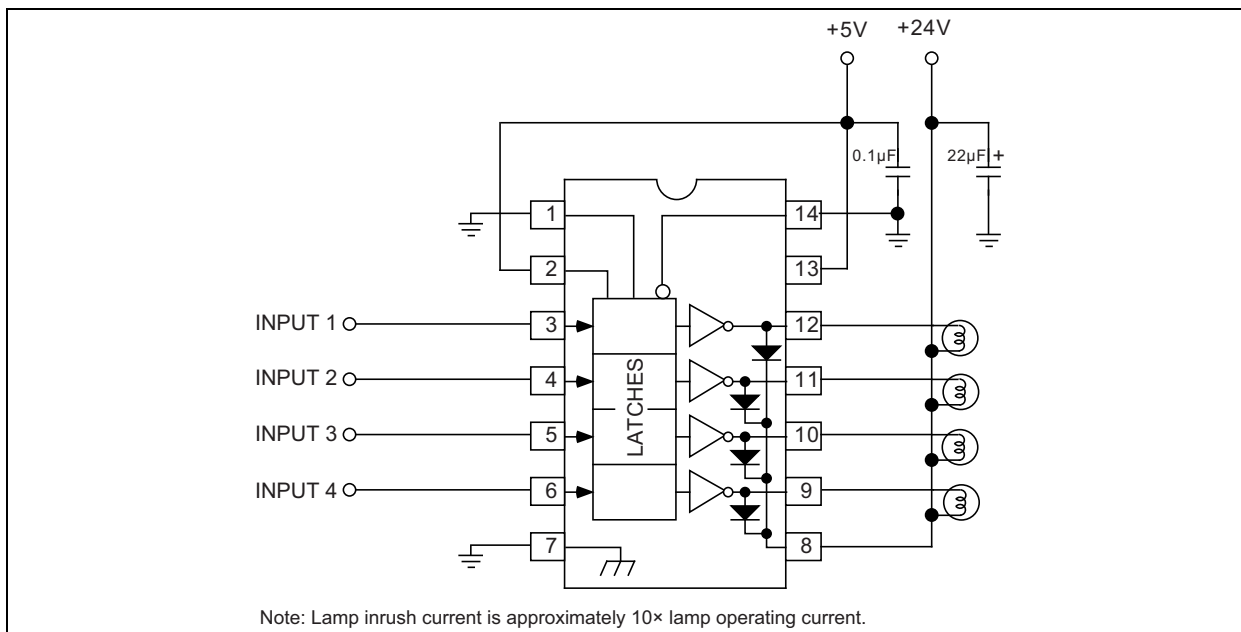 +5V +24V
0.1µF 22µF +
1 14
2 13
INPUT 1 3 12
INPUT 2 4 11
LATCHES
INPUT 3 5 10
INPUT 4 6 9
7 8
Note: Lamp inrush current is approximately 10× lamp operating current.